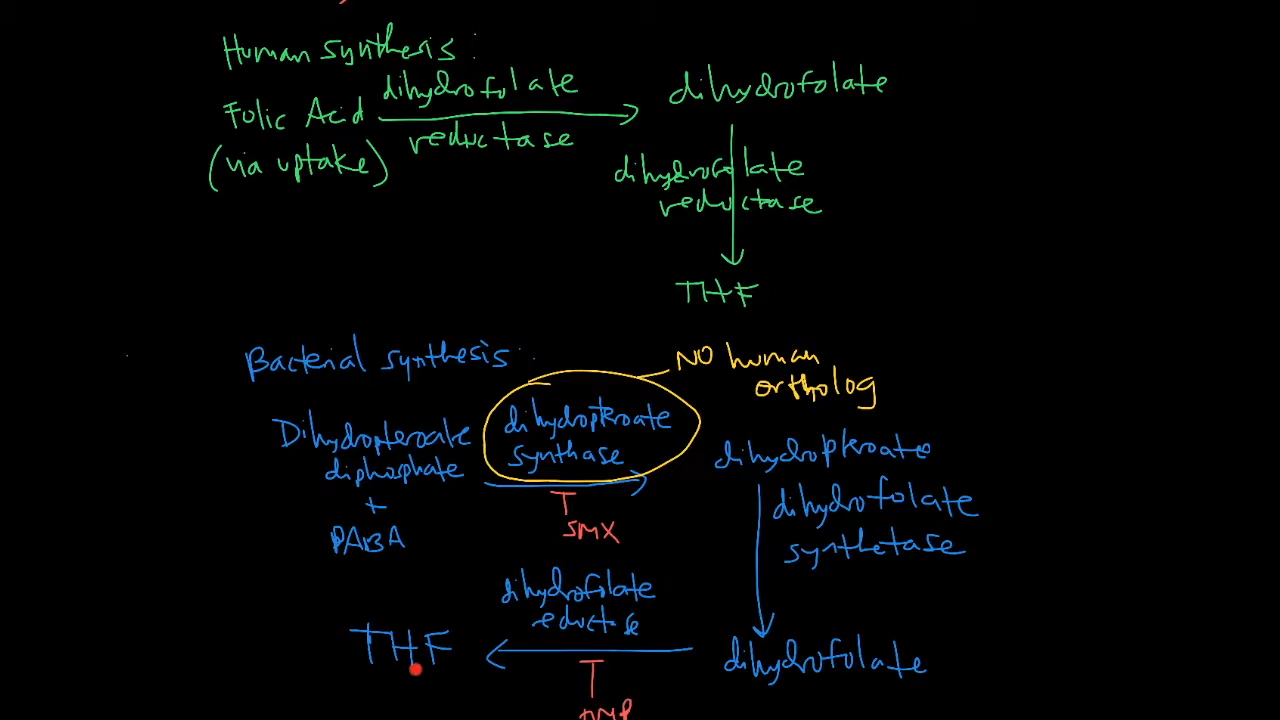 Human synthesis:
Folic Acid
(via uptake)
dihydrofolate
reductase
dihydrofolate
dihydrofolate
reductase
THF
Bacterial synthesis:
Dihydropteroate
diphosphate
+
PABA
dihydropteroate
synthase
NO human
ortholog
SMX
dihydropteroate
dihydrofolate
synthetase
dihydrofolate
dihydrofolate
reductase
THF